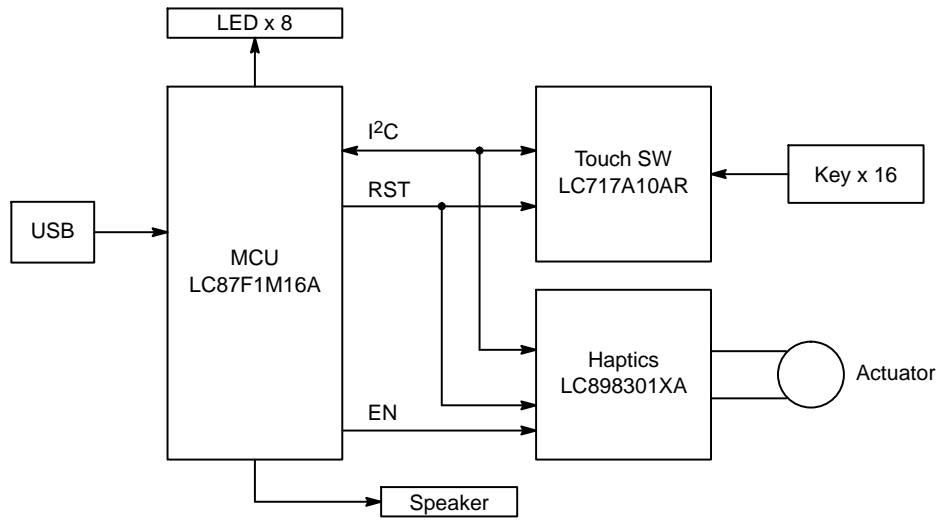 LED x 8
I²C
Touch SW
LC717A10AR
Key x 16
RST
USB
MCU
LC87F1M16A
Haptics
LC898301XA
Actuator
EN
Speaker